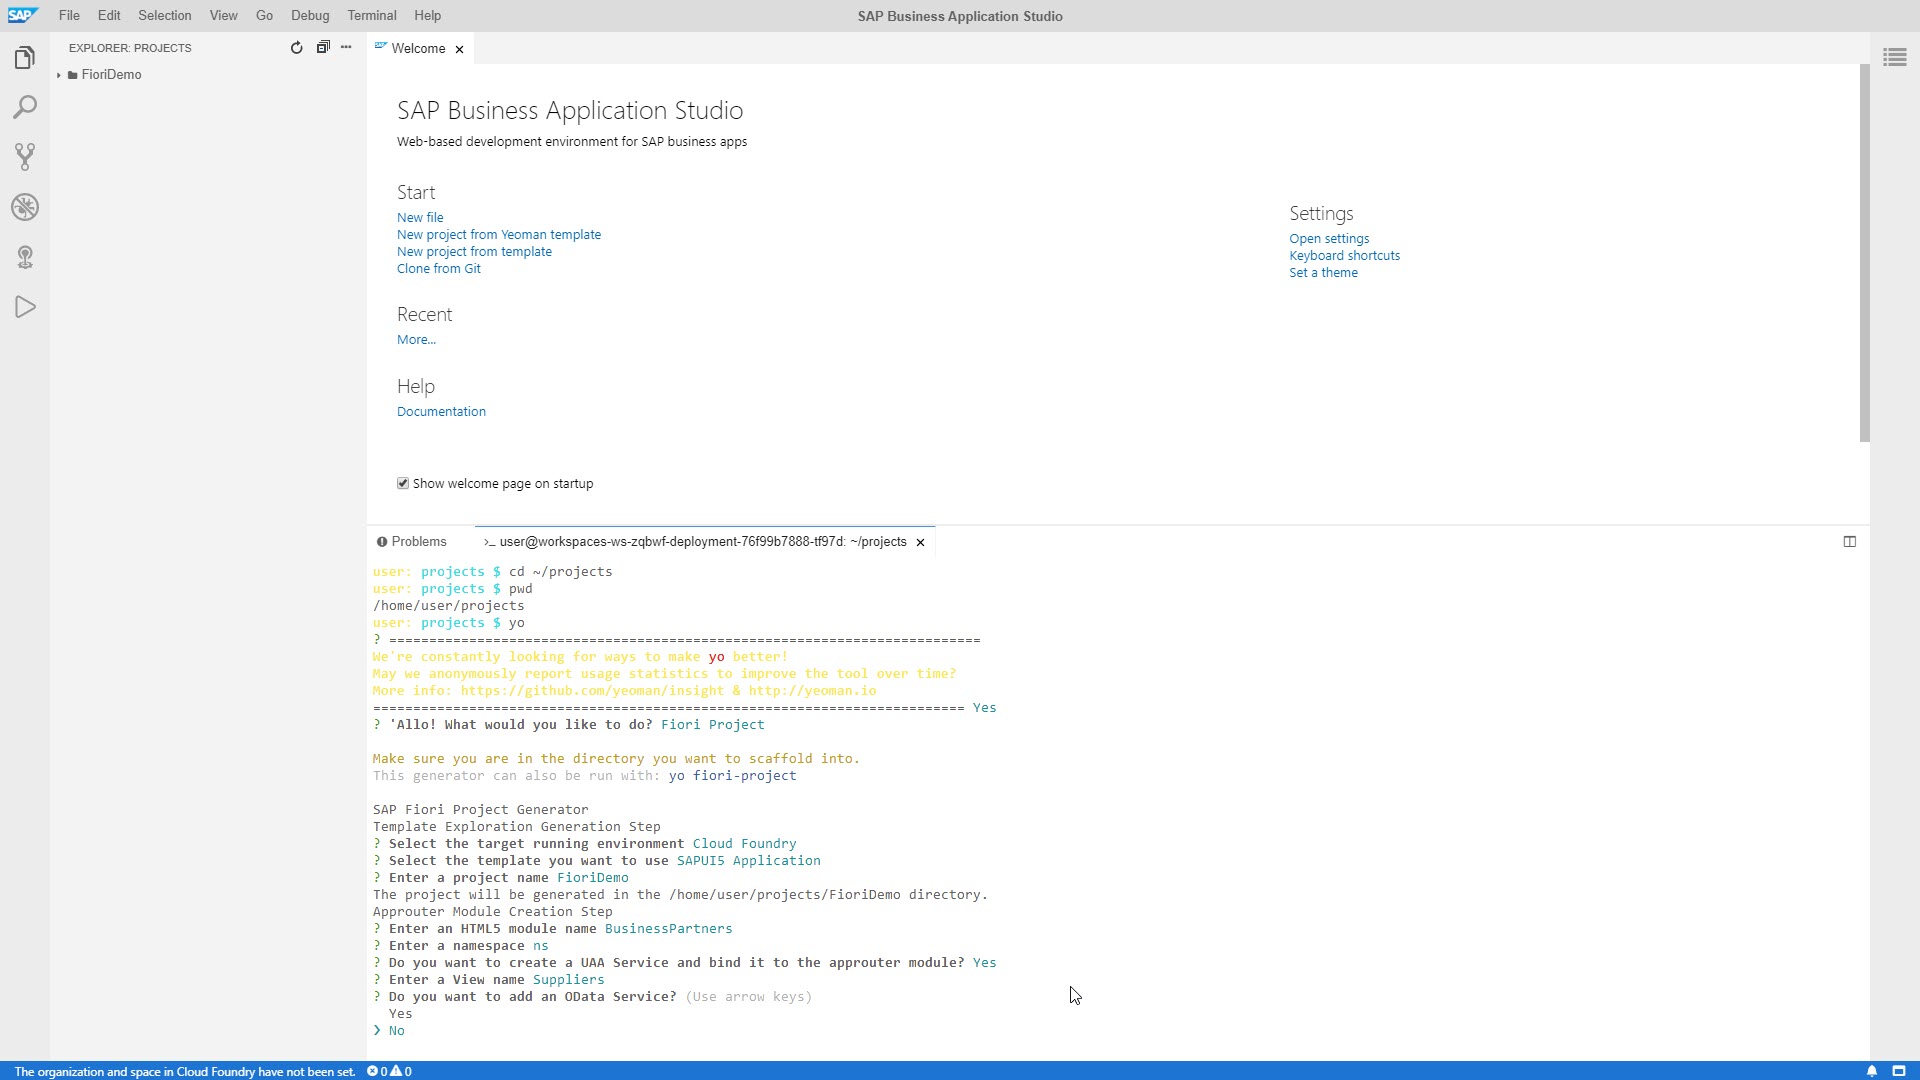 SAP File Edit Selection View Go Debug Terminal Help SAP Business Application Studio
EXPLORER: PROJECTS
FioriDemo
Welcome
SAP Business Application Studio
Web-based development environment for SAP business apps
Start
New file
New project from Yeoman template
New project from template
Clone from Git
Settings
Open settings
Keyboard shortcuts
Set a theme
Recent
More...
Help
Documentation
Show welcome page on startup
Problems >_ user@workspaces-ws-zqbwf-deployment-76f99b7888-tf97d: ~/projects
user: projects $ cd ~/projects
user: projects $ pwd
/home/user/projects
user: projects $ yo
? ==========================================================================
We're constantly looking for ways to make yo better!
May we anonymously report usage statistics to improve the tool over time?
More info: https://github.com/yeoman/insight & http://yeoman.io
========================================================================== Yes
? 'Allo! What would you like to do? Fiori Project
Make sure you are in the directory you want to scaffold into.
This generator can also be run with: yo fiori-project
SAP Fiori Project Generator
Template Exploration Generation Step
? Select the target running environment Cloud Foundry
? Select the template you want to use SAPUI5 Application
? Enter a project name FioriDemo
The project will be generated in the /home/user/projects/FioriDemo directory.
Approuter Module Creation Step
? Enter an HTML5 module name BusinessPartners
? Enter a namespace ns
? Do you want to create a UAA Service and bind it to the approuter module? Yes
? Enter a View name Suppliers
? Do you want to add an OData Service? (Use arrow keys)
Yes
❯ No
The organization and space in Cloud Foundry have not been set. 0 0